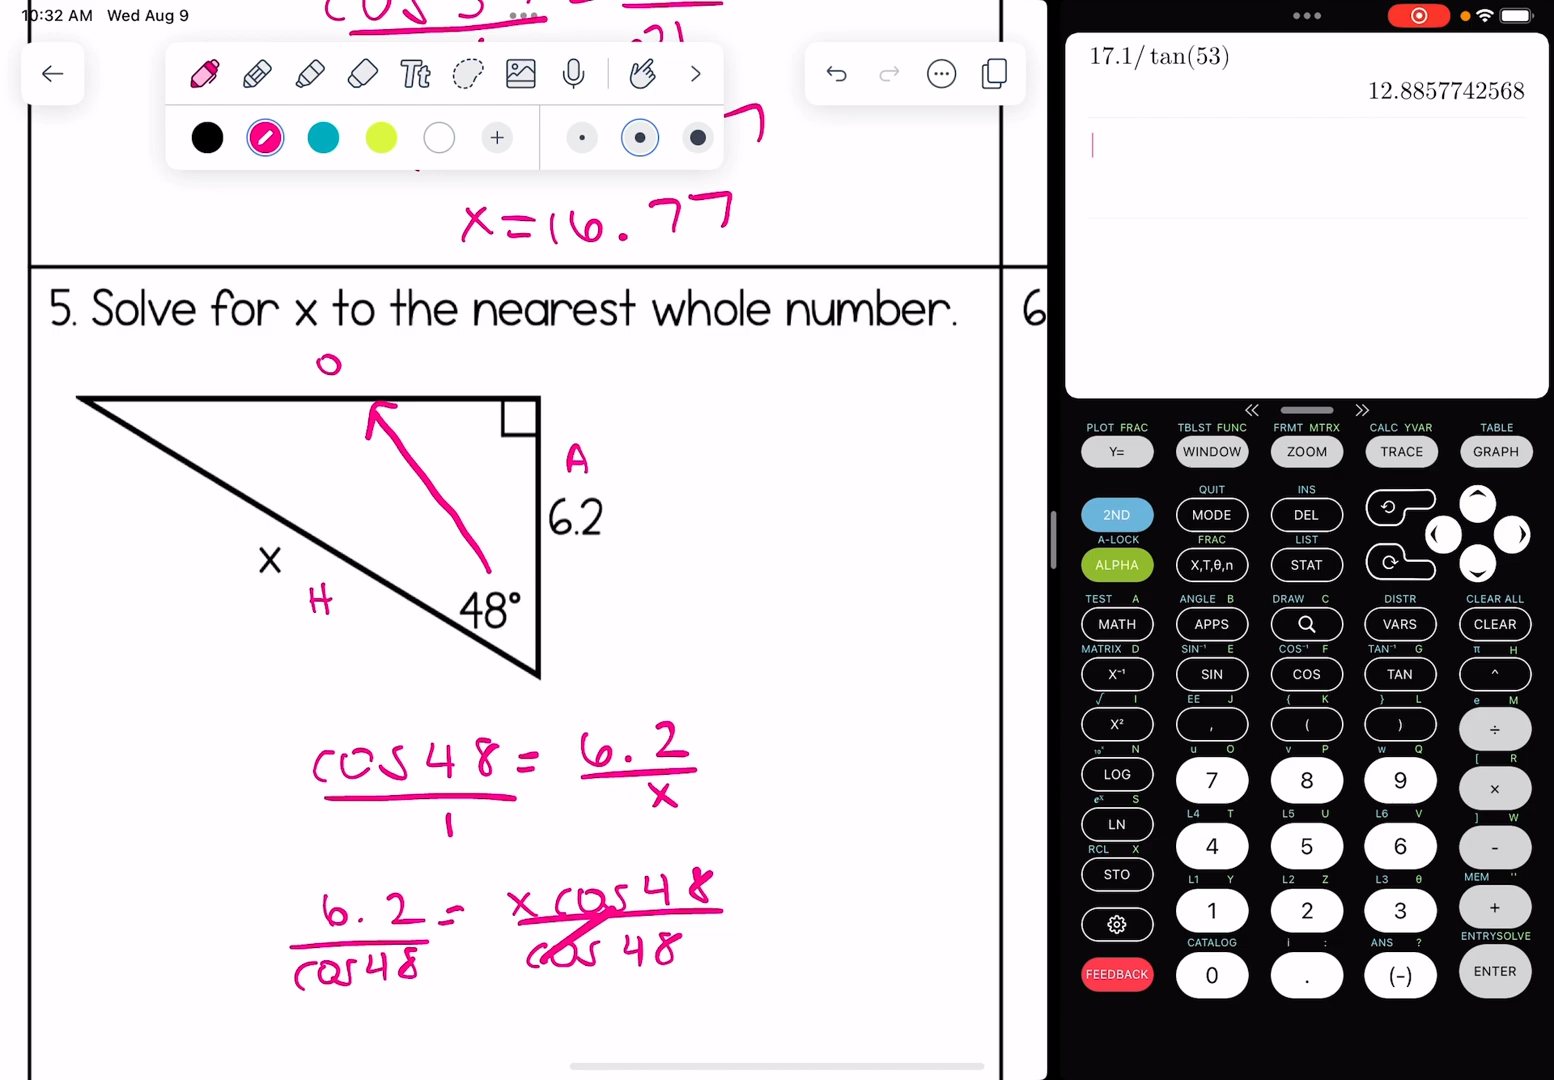 10:32 AM Wed Aug 9
Tt
x = 16.77
5. Solve for x to the nearest whole number.
6
O
A
6.2
x
H
48°
cos 48 = 6.2
1 x
6.2 = x cos 48
cos 48 cos 48
17.1/tan(53)
12.8857742568
PLOT FRAC TBLST FUNC FRMT MTRX CALC YVAR TABLE
Y= WINDOW ZOOM TRACE GRAPH
QUIT INS
2ND MODE DEL
A-LOCK FRAC LIST
ALPHA X,T,θ,n STAT
TEST A ANGLE B DRAW C DISTR CLEAR ALL
MATH APPS VARS CLEAR
MATRIX D SIN⁻¹ E COS⁻¹ F TAN⁻¹ G π H
X⁻¹ SIN COS TAN ^
√ I EE J { K } L e M
X² , ( ) ÷
10ˣ N u O v P w Q [ R
LOG 7 8 9 ×
eˣ S L4 T L5 U L6 V ] W
LN 4 5 6 -
RCL X L1 Y L2 Z L3 θ MEM "
STO 1 2 3 +
CATALOG i : ANS ? ENTRYSOLVE
FEEDBACK 0 . (-) ENTER